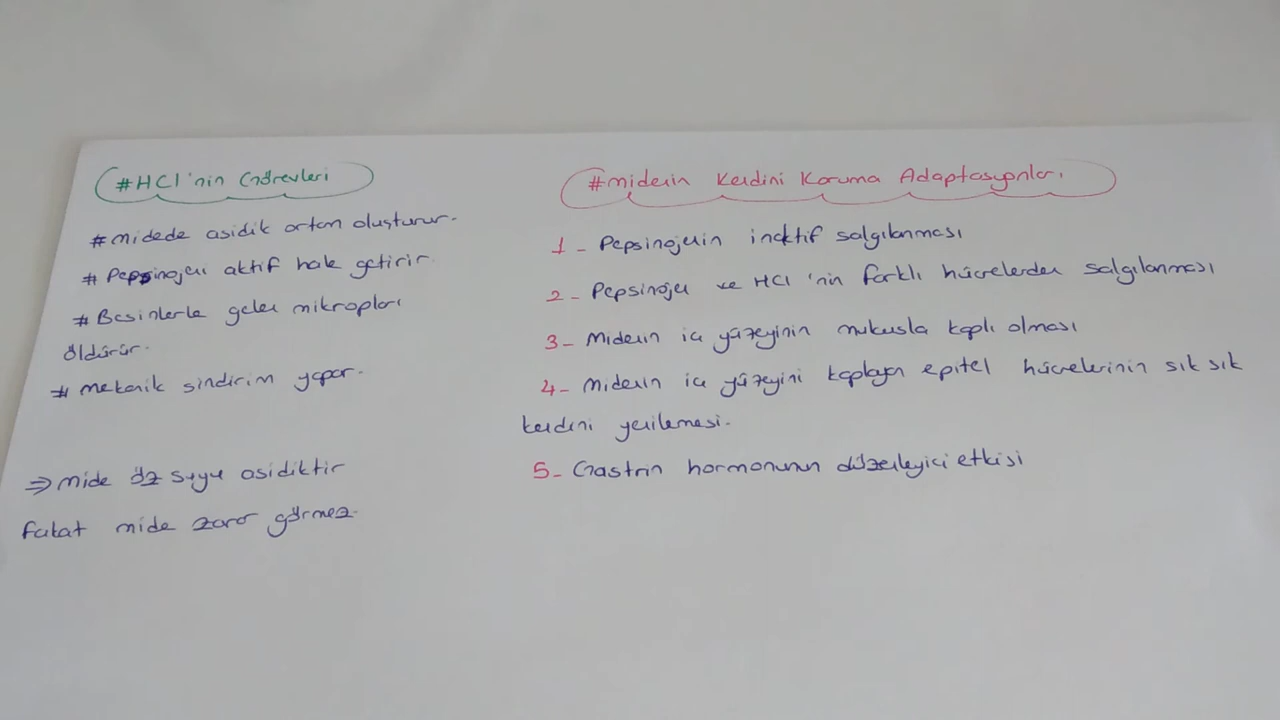 #HCl'nin Görevleri
#midede asidik ortam oluşturur.
#Pepsinojeni aktif hale getirir
#Besinlerle gelen mikropları
öldürür.
#mekanik sindirim yapar.
⇒mide öz suyu asidiktir
fakat mide zarar görmez.
#midenin Kendini Koruma Adaptasyonları
1- Pepsinojenin inaktif salgılanması
2- Pepsinojen ve HCl'nin farklı hücrelerden salgılanması
3- Midenin iç yüzeyinin mukusla kaplı olması
4- midenin iç yüzeyini kaplayan epitel hücrelerinin sık sık
kendini yenilemesi.
5- Gastrin hormonunun düzenleyici etkisi